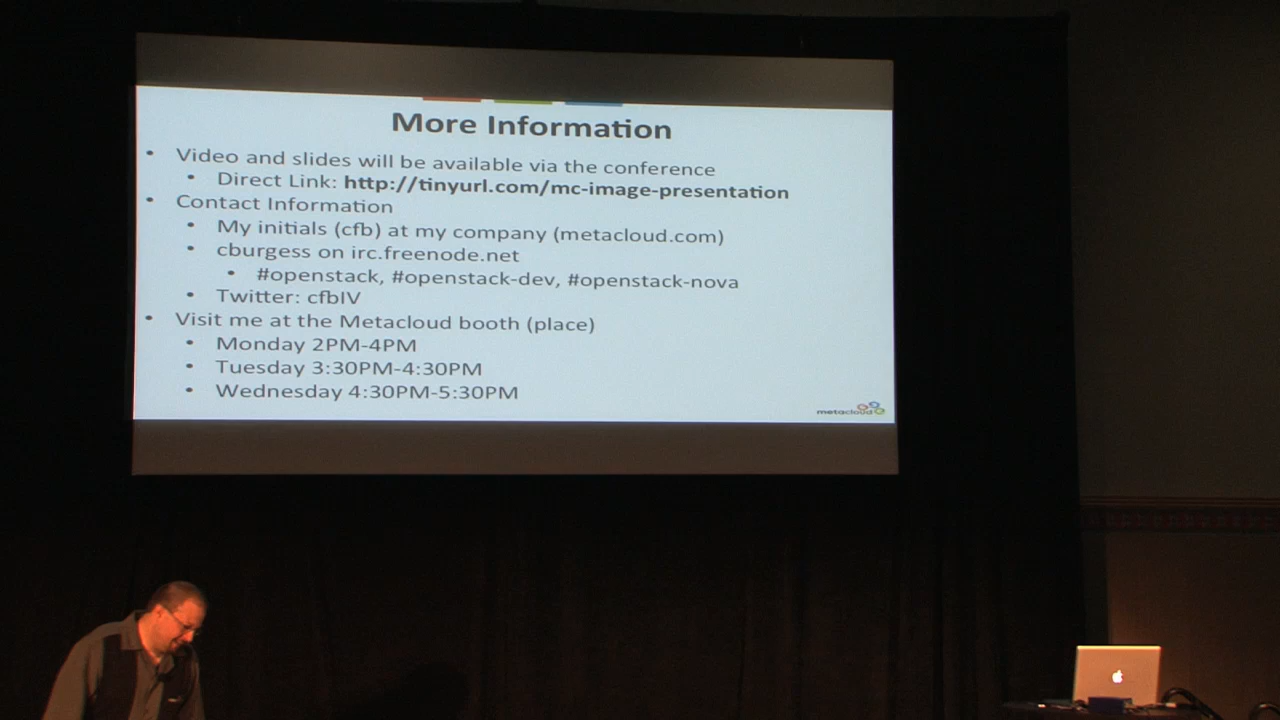 More Information
• Video and slides will be available via the conference
• Direct Link: http://tinyurl.com/mc-image-presentation
• Contact Information
• My initials (cfb) at my company (metacloud.com)
• cburgess on irc.freenode.net
• #openstack, #openstack-dev, #openstack-nova
• Twitter: cfbIV
• Visit me at the Metacloud booth (place)
• Monday 2PM-4PM
• Tuesday 3:30PM-4:30PM
• Wednesday 4:30PM-5:30PM
metacloud